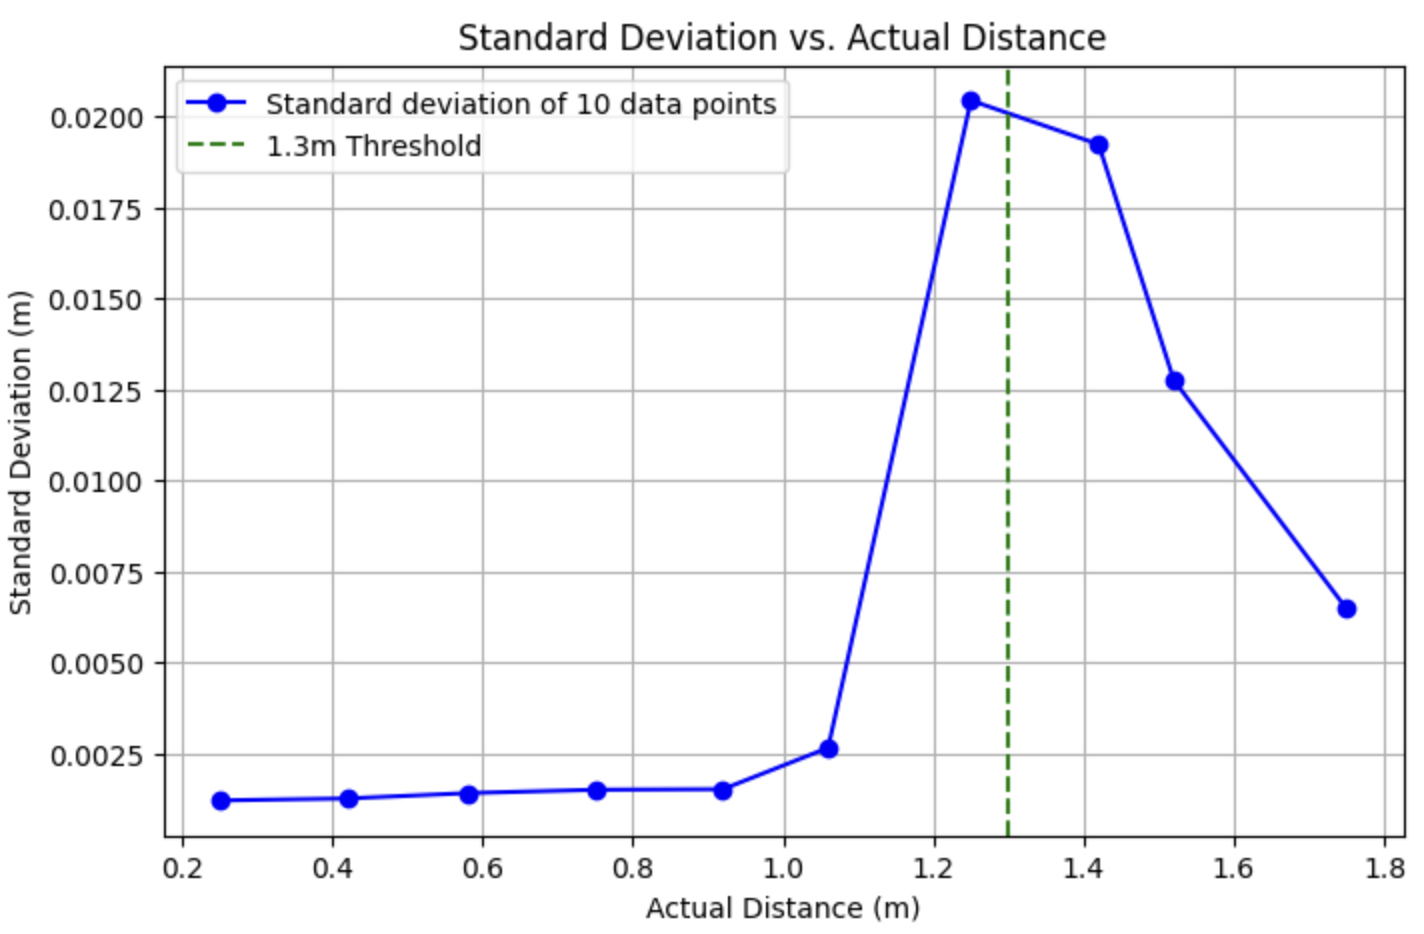 Standard Deviation vs. Actual Distance
Standard deviation of 10 data points
1.3m Threshold
Standard Deviation (m)
0.0200
0.0175
0.0150
0.0125
0.0100
0.0075
0.0050
0.0025
0.2 0.4 0.6 0.8 1.0 1.2 1.4 1.6 1.8
Actual Distance (m)